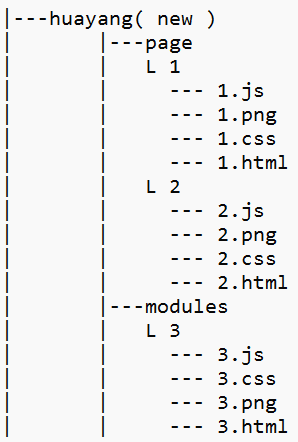 |---huayang( new )
|       |---page
|       |  L 1
|       |    --- 1.js
|       |    --- 1.png
|       |    --- 1.css
|       |    --- 1.html
|       |  L 2
|       |    --- 2.js
|       |    --- 2.png
|       |    --- 2.css
|       |    --- 2.html
|       |---modules
|       |  L 3
|       |    --- 3.js
|       |    --- 3.css
|       |    --- 3.png
|       |    --- 3.html